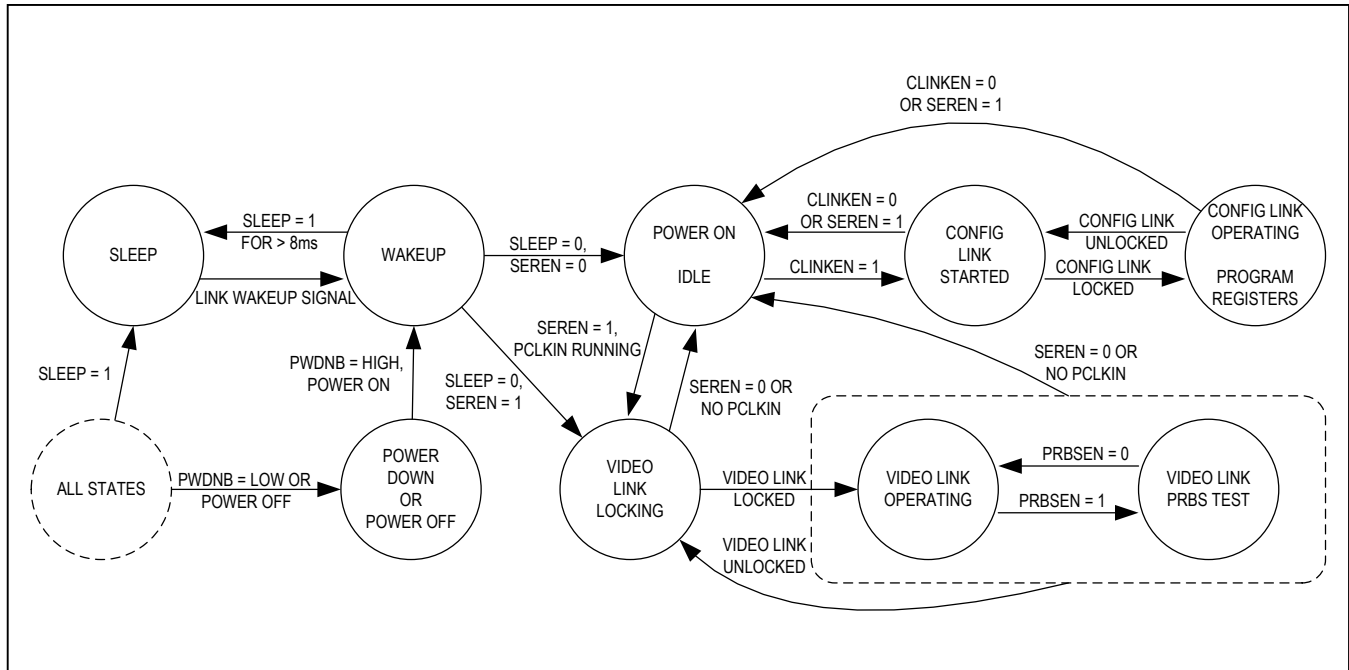 CLINKEN = 0
OR SEREN = 1
SLEEP
SLEEP = 1
FOR > 8ms
LINK WAKEUP SIGNAL
WAKEUP
SLEEP = 0,
SEREN = 0
POWER ON
IDLE
CLINKEN = 0
OR SEREN = 1
CLINKEN = 1
CONFIG
LINK
STARTED
CONFIG LINK
UNLOCKED
CONFIG LINK
LOCKED
CONFIG LINK
OPERATING
PROGRAM
REGISTERS
SLEEP = 1
PWDNB = HIGH,
POWER ON
SLEEP = 0,
SEREN = 1
SEREN = 1,
PCLKIN RUNNING
SEREN = 0 OR
NO PCLKIN
SEREN = 0 OR
NO PCLKIN
ALL STATES
PWDNB = LOW OR
POWER OFF
POWER
DOWN
OR
POWER OFF
VIDEO
LINK
LOCKING
VIDEO LINK
LOCKED
VIDEO LINK
UNLOCKED
VIDEO LINK
OPERATING
PRBSEN = 0
PRBSEN = 1
VIDEO LINK
PRBS TEST